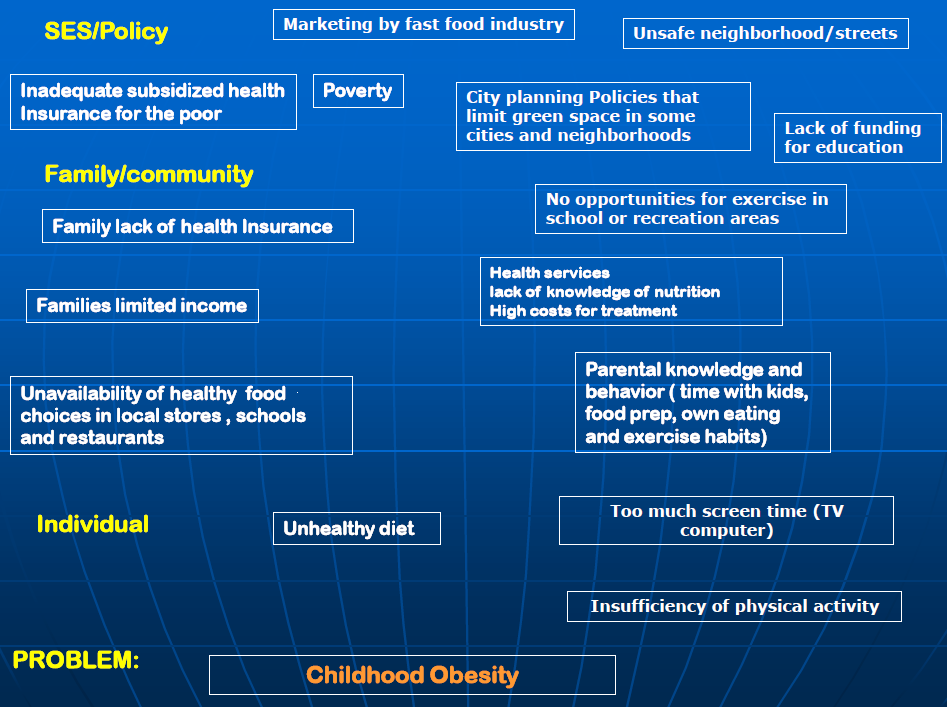 SES/Policy
Marketing by fast food industry
Unsafe neighborhood/streets
Inadequate subsidized health
Insurance for the poor
Poverty
City planning Policies that
limit green space in some
cities and neighborhoods
Lack of funding
for education
Family/community
No opportunities for exercise in
school or recreation areas
Family lack of health Insurance
Health services
lack of knowledge of nutrition
High costs for treatment
Families limited income
Parental knowledge and
behavior ( time with kids,
food prep, own eating
and exercise habits)
Unavailability of healthy  food
choices in local stores , schools
and restaurants
Individual
Unhealthy diet
Too much screen time (TV
computer)
Insufficiency of physical activity
PROBLEM:
Childhood Obesity